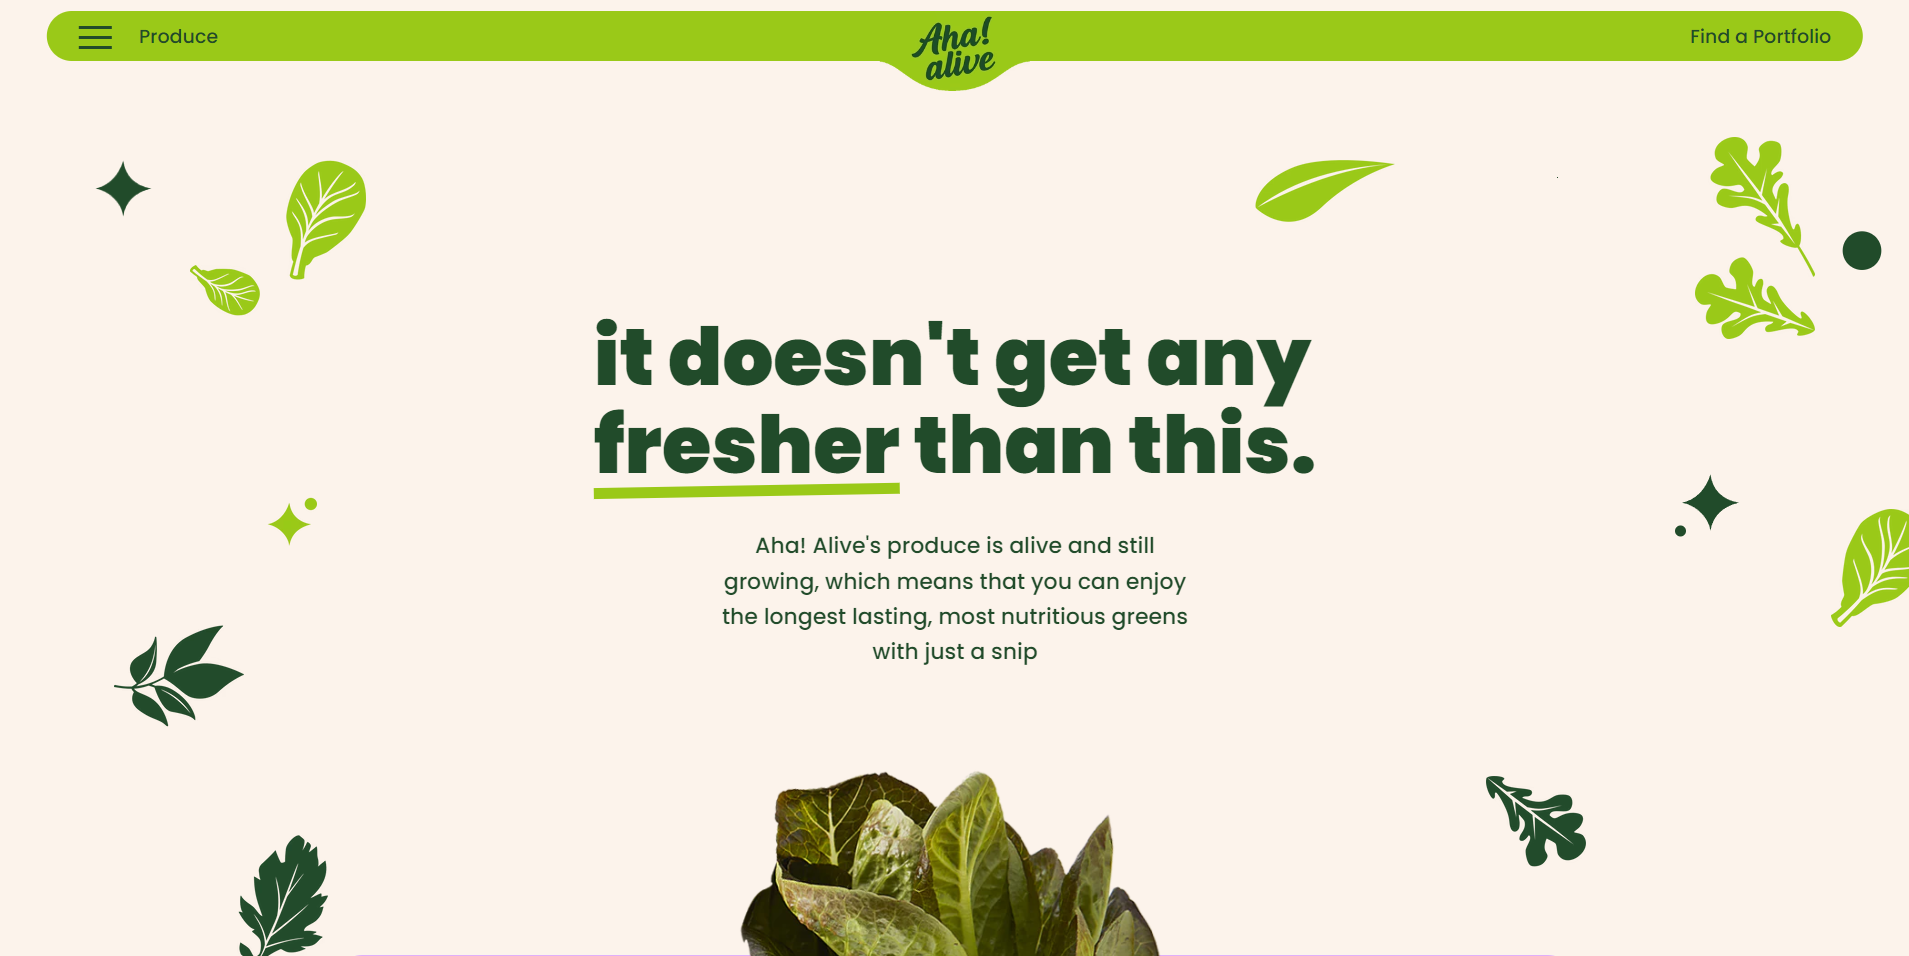 Produce
Aha!
alive
Find a Portfolio
it doesn't get any
fresher than this.
Aha! Alive's produce is alive and still
growing, which means that you can enjoy
the longest lasting, most nutritious greens
with just a snip